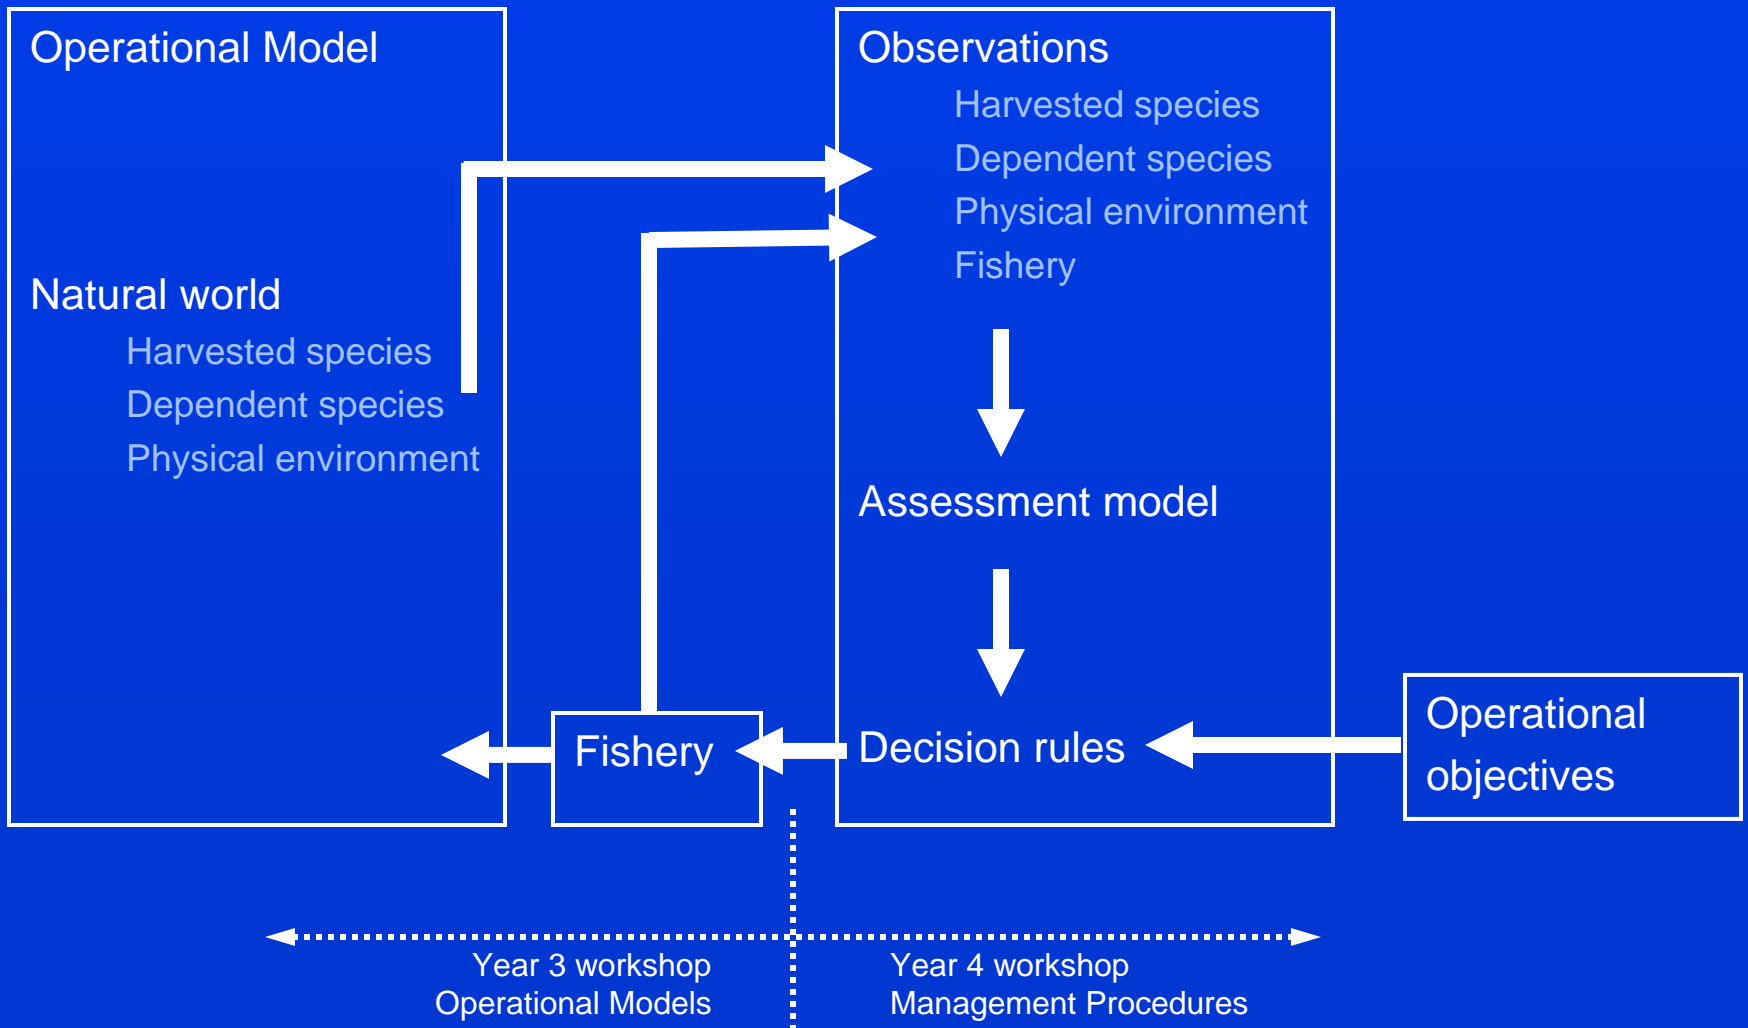 Operational Model
Natural world
Harvested species
Dependent species
Physical environment
Observations
Harvested species
Dependent species
Physical environment
Fishery
Assessment model
Decision rules
Fishery
Operational
objectives
Year 3 workshop
Operational Models
Year 4 workshop
Management Procedures